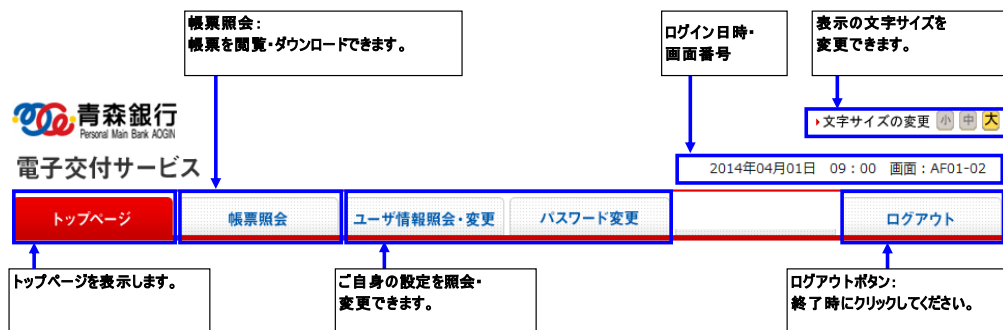 帳票照会：
帳票を閲覧・ダウンロードできます。
ログイン日時・
画面番号
表示の文字サイズを
変更できます。
青森銀行
Personal Main Bank AOGIN
文字サイズの変更 小 中 大
電子交付サービス
2014年04月01日 09：00 画面：AF01-02
トップページ 帳票照会 ユーザ情報照会・変更 パスワード変更 ログアウト
トップページを表示します。
ご自身の設定を照会・
変更できます。
ログアウトボタン：
終了時にクリックしてください。